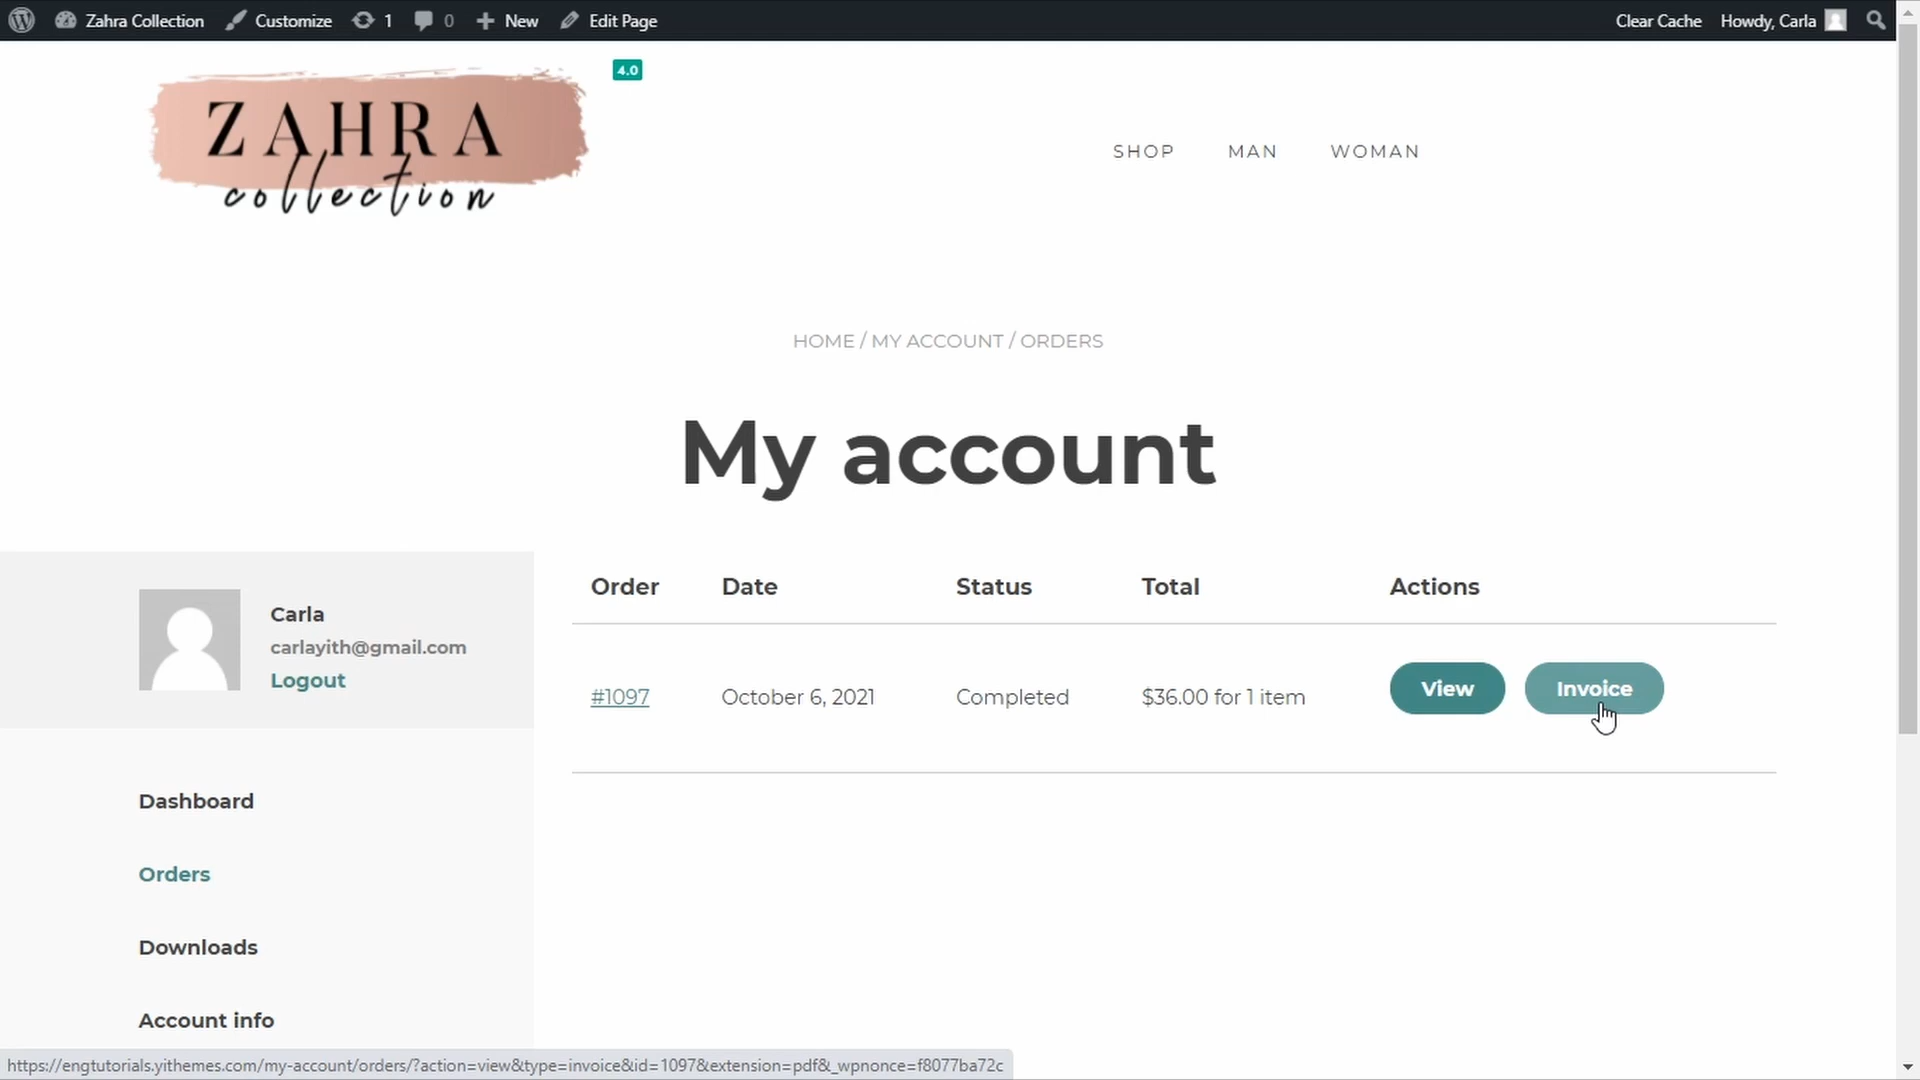 Zahra Collection Customize 1 0 New Edit Page Clear Cache Howdy, Carla
4.0
ZAHRA
collection
SHOP MAN WOMAN
HOME / MY ACCOUNT / ORDERS
My account
Order Date Status Total Actions
Carla
carlayith@gmail.com
Logout
#1097 October 6, 2021 Completed $36.00 for 1 item View Invoice
Dashboard
Orders
Downloads
Account info
https://engtutorials.yithemes.com/my-account/orders/?action=view&type=invoice&id=1097&extension=pdf&_wpnonce=f8077ba72c